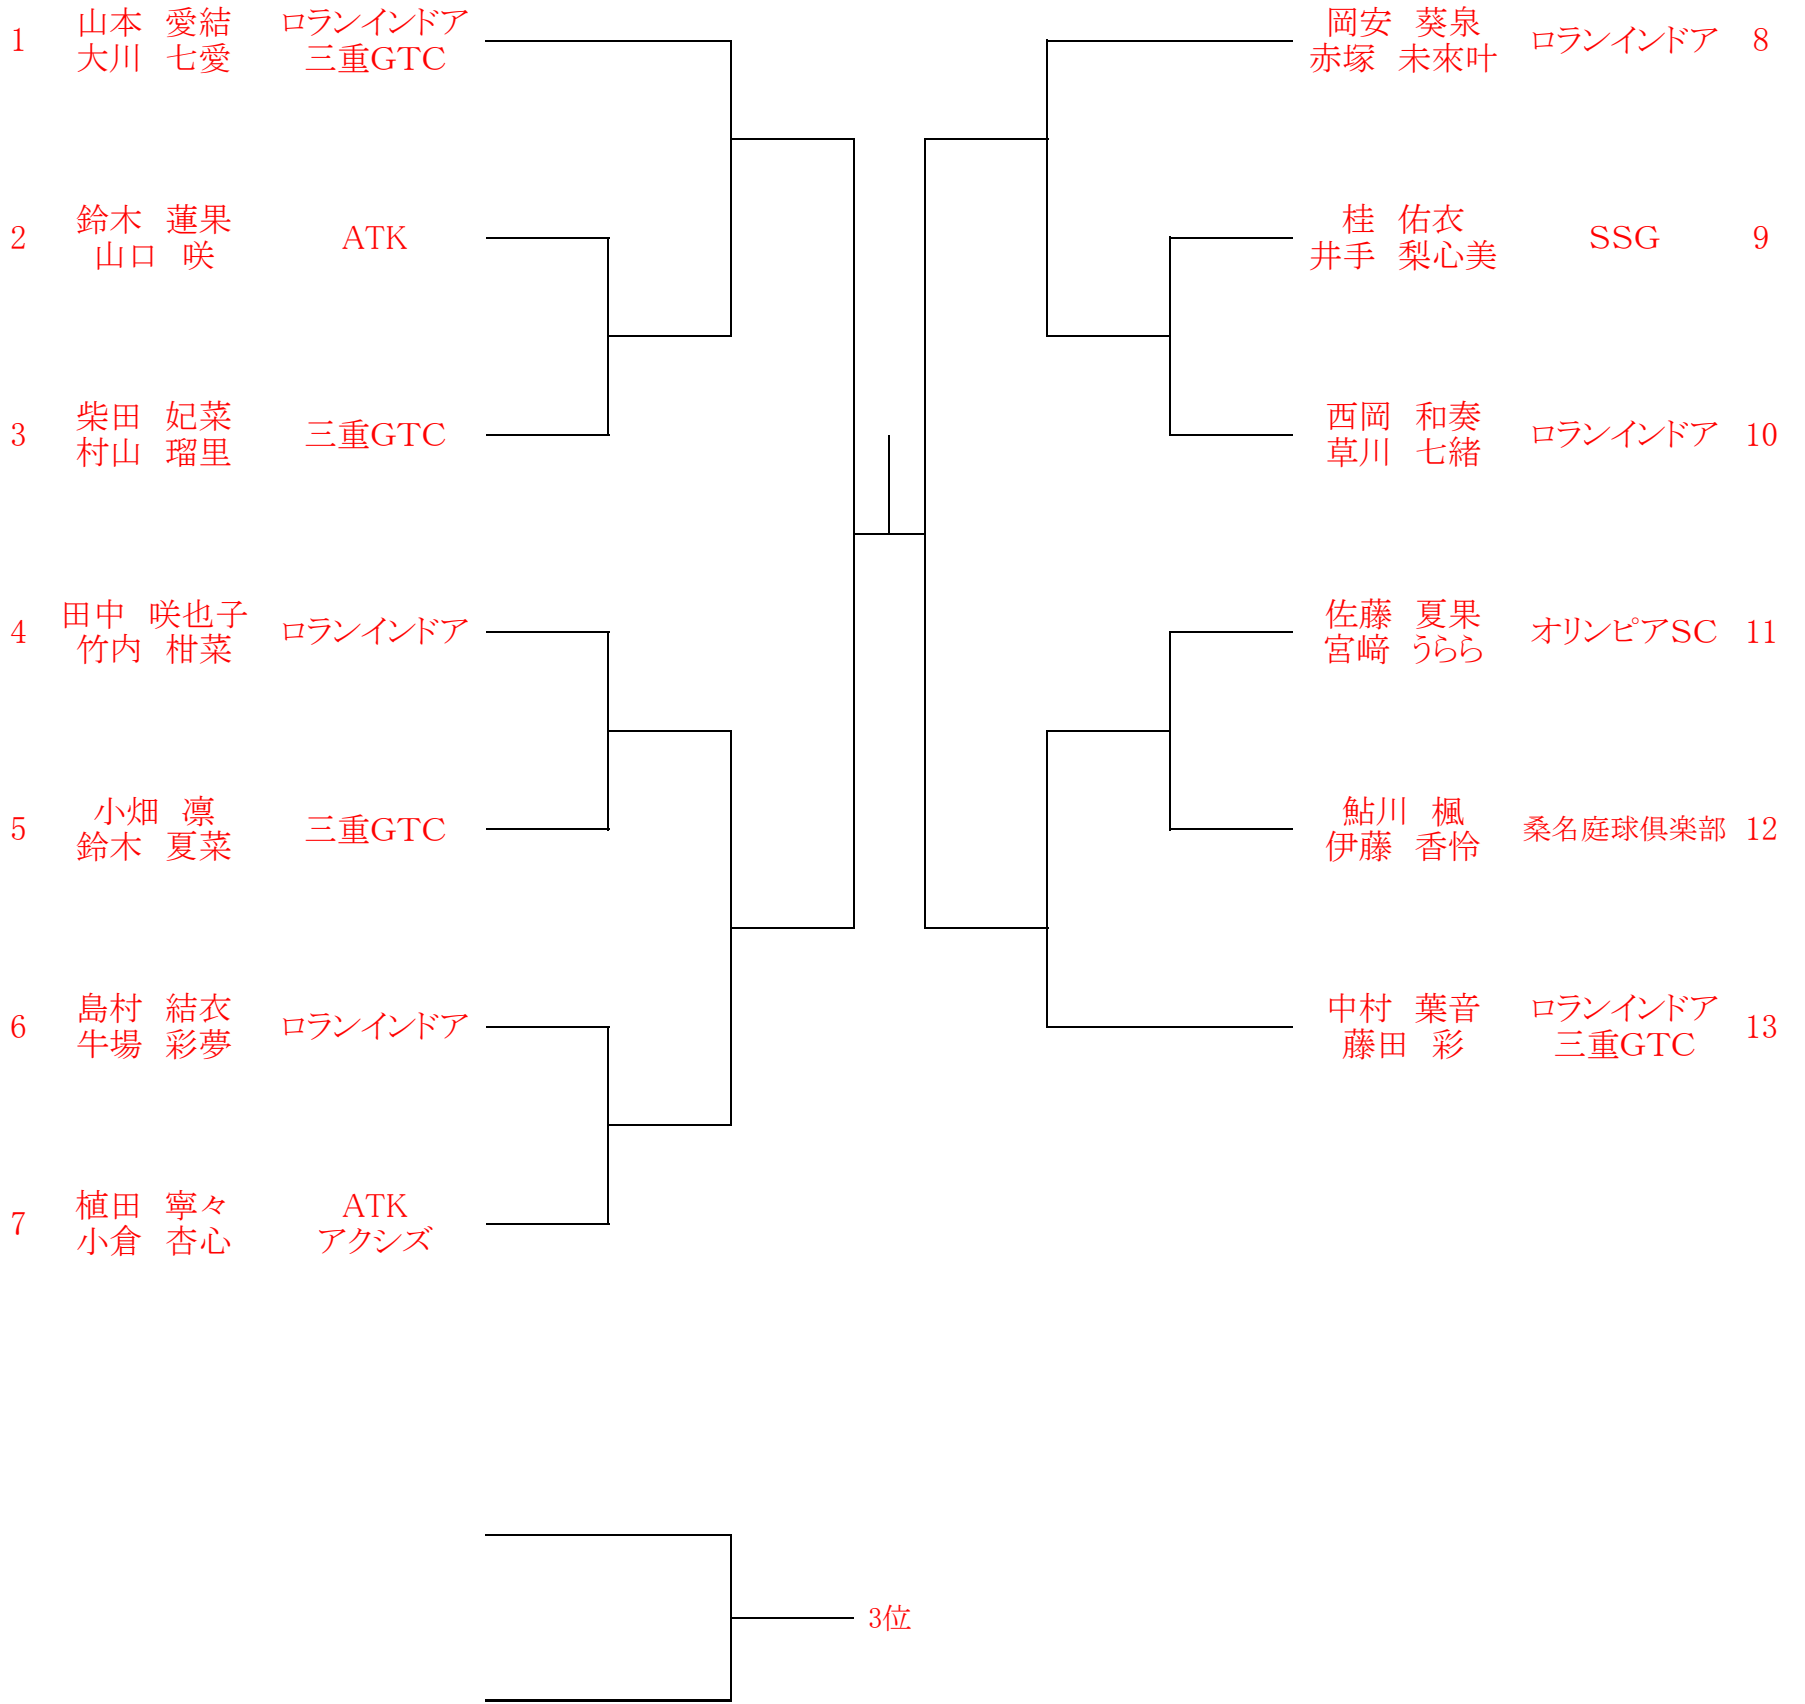 1 山本 愛結 ロランインドア
大川 七愛 三重GTC
2 鈴木 蓮果 ATK
山口 咲
3 柴田 妃菜 三重GTC
村山 瑠里
4 田中 咲也子 ロランインドア
竹内 柑菜
5 小畑 凛 三重GTC
鈴木 夏菜
6 島村 結衣 ロランインドア
牛場 彩夢
7 植田 寧々 ATK
小倉 杏心 アクシズ
岡安 葵泉 ロランインドア 8
赤塚 未來叶
桂 佑衣 SSG 9
井手 梨心美
西岡 和奏 ロランインドア 10
草川 七緒
佐藤 夏果 オリンピアSC 11
宮﨑 うらら
鮎川 楓 桑名庭球倶楽部 12
伊藤 香怜
中村 葉音 ロランインドア 13
藤田 彩 三重GTC
3位